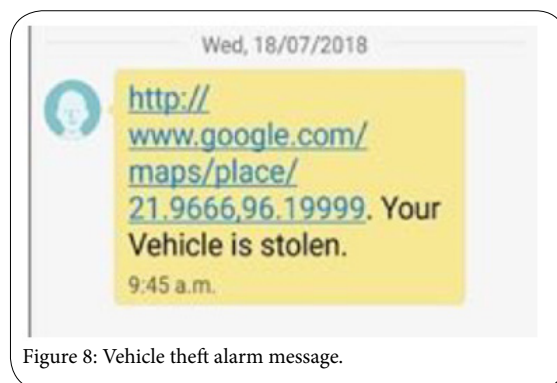 Wed, 18/07/2018
http://
www.google.com/
maps/place/
21.9666,96.19999. Your
Vehicle is stolen.
9:45 a.m.
Figure 8: Vehicle theft alarm message.